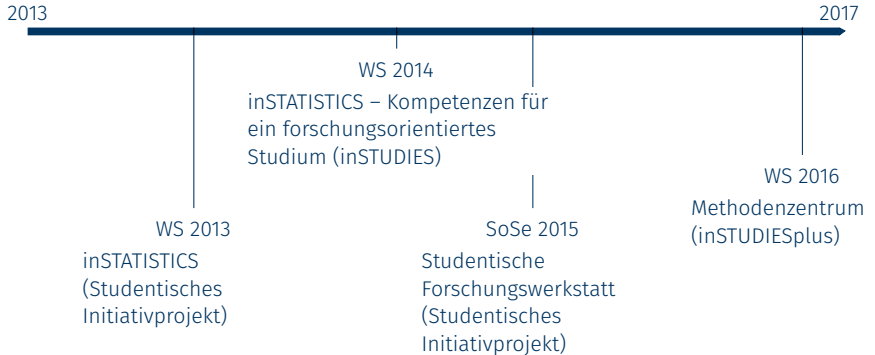 2013
2017
WS 2014
inSTATISTICS – Kompetenzen für
ein forschungsorientiertes
Studium (inSTUDIES)
WS 2016
Methodenzentrum
(inSTUDIESplus)
WS 2013
inSTATISTICS
(Studentisches
Initiativprojekt)
SoSe 2015
Studentische
Forschungswerkstatt
(Studentisches
Initiativprojekt)